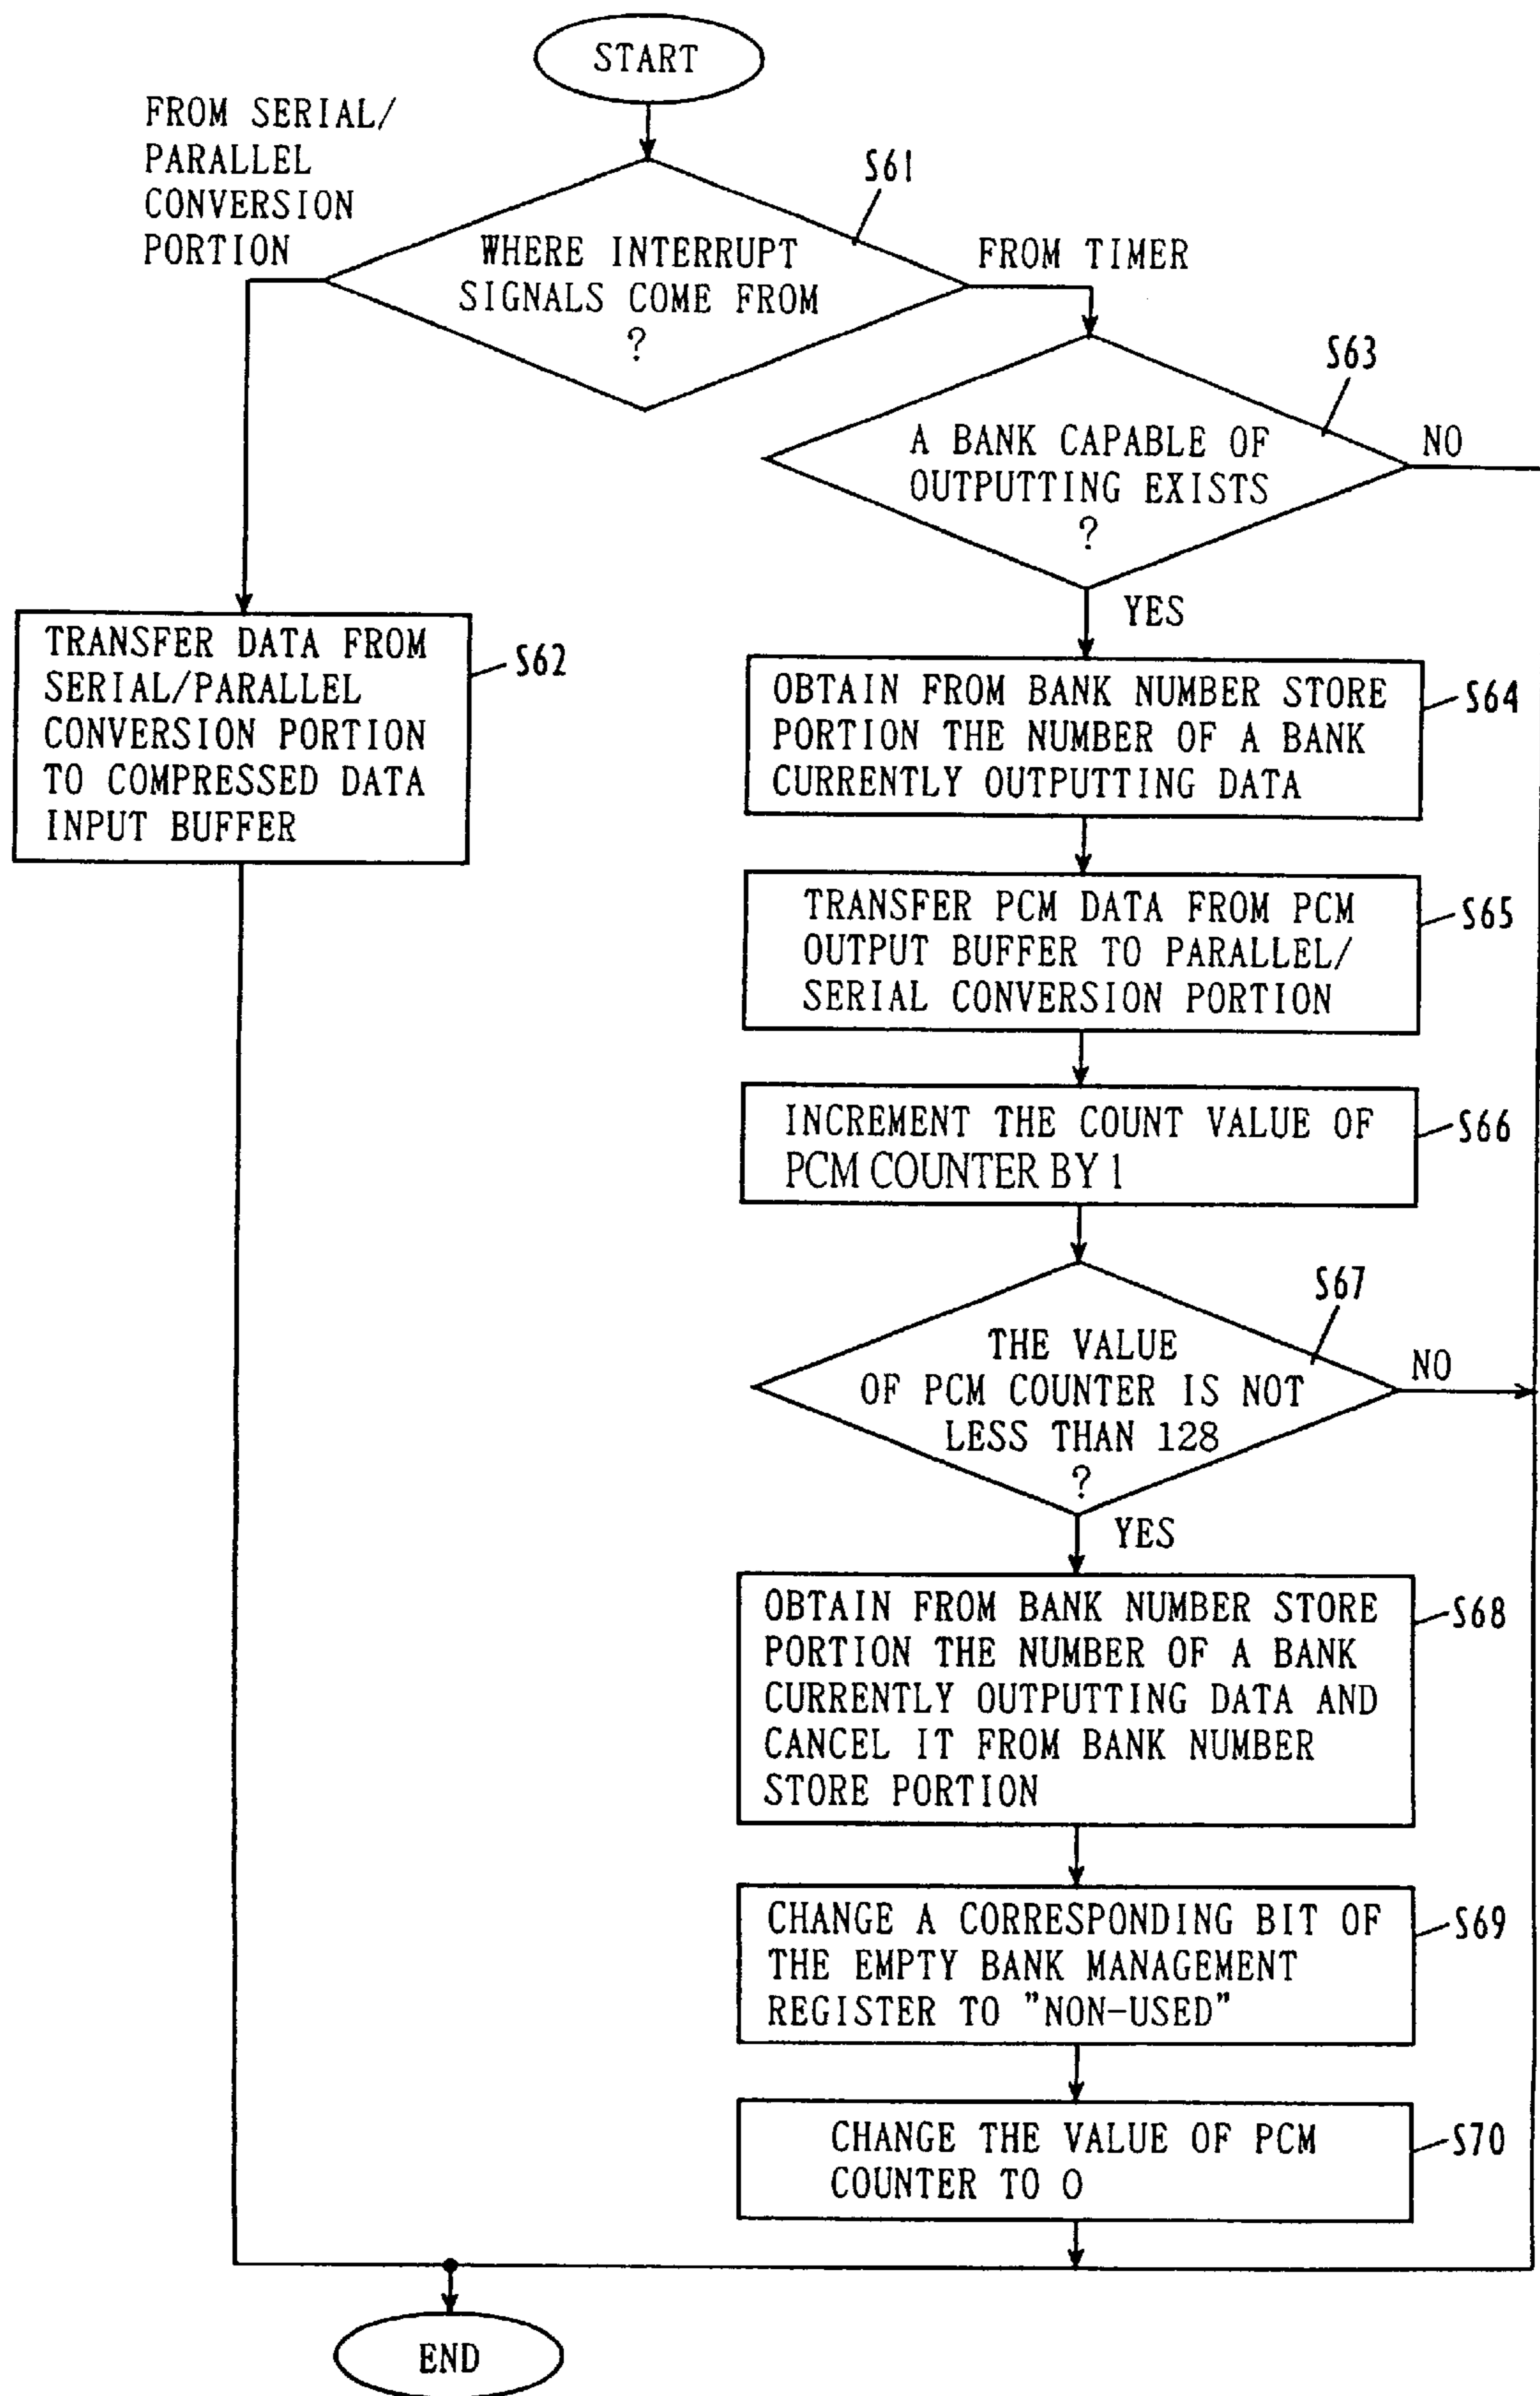 START
FROM SERIAL/
PARALLEL
CONVERSION
PORTION
S61
WHERE INTERRUPT
SIGNALS COME FROM
?
FROM TIMER
S63
A BANK CAPABLE OF
OUTPUTTING EXISTS
?
NO
YES
TRANSFER DATA FROM
SERIAL/PARALLEL
CONVERSION PORTION
TO COMPRESSED DATA
INPUT BUFFER
S62
OBTAIN FROM BANK NUMBER STORE
PORTION THE NUMBER OF A BANK
CURRENTLY OUTPUTTING DATA
S64
TRANSFER PCM DATA FROM PCM
OUTPUT BUFFER TO PARALLEL/
SERIAL CONVERSION PORTION
S65
INCREMENT THE COUNT VALUE OF
PCM COUNTER BY 1
S66
S67
THE VALUE
OF PCM COUNTER IS NOT
LESS THAN 128
?
NO
YES
OBTAIN FROM BANK NUMBER STORE
PORTION THE NUMBER OF A BANK
CURRENTLY OUTPUTTING DATA AND
CANCEL IT FROM BANK NUMBER
STORE PORTION
S68
CHANGE A CORRESPONDING BIT OF
THE EMPTY BANK MANAGEMENT
REGISTER TO "NON-USED"
S69
CHANGE THE VALUE OF PCM
COUNTER TO 0
S70
END